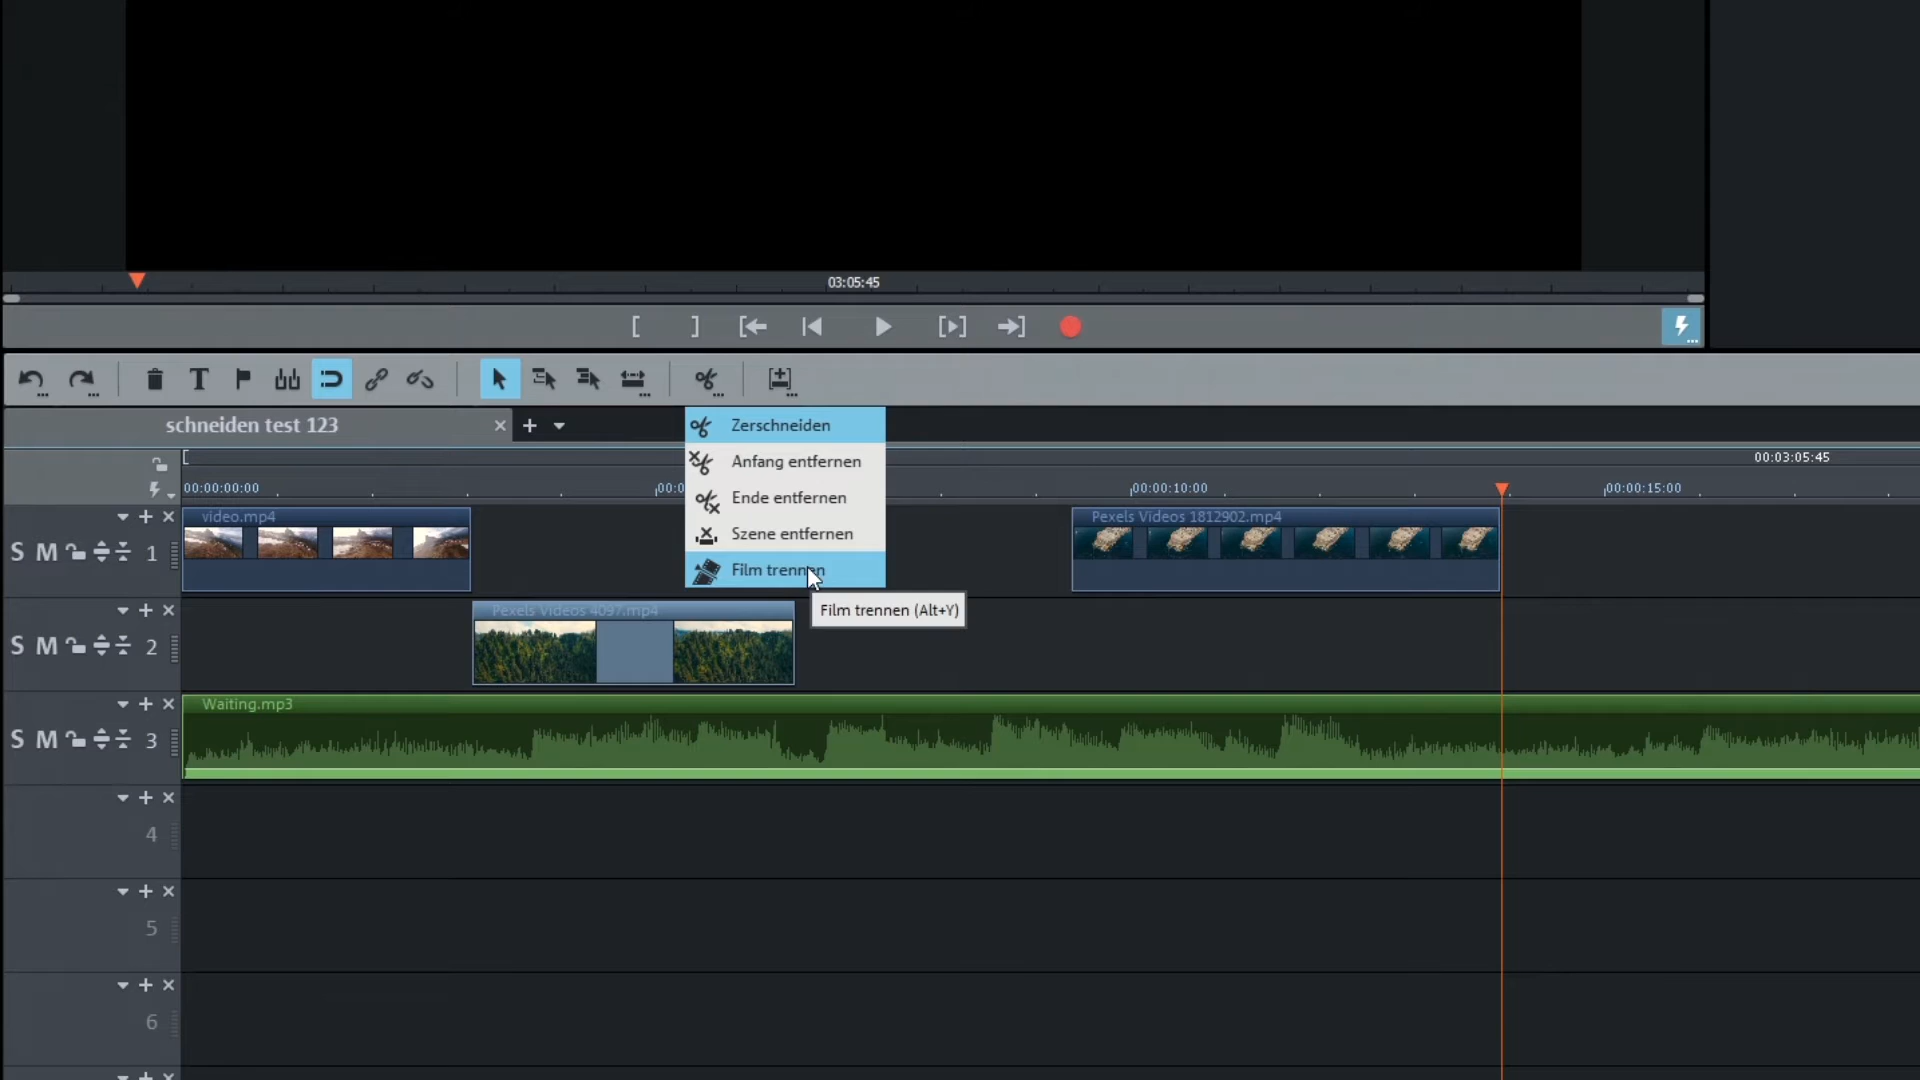 03:05:45
schneiden test 123
Zerschneiden
Anfang entfernen
Ende entfernen
Szene entfernen
Film trennen
Film trennen (Alt+Y)
00:03:05:45
00:00:00:00
00:0
00:00:10:00
00:00:15:00
S M 1
video.mp4
Pexels Videos 1812902.mp4
S M 2
Pexels Videos 4097.mp4
S M 3
Waiting.mp3
4
5
6